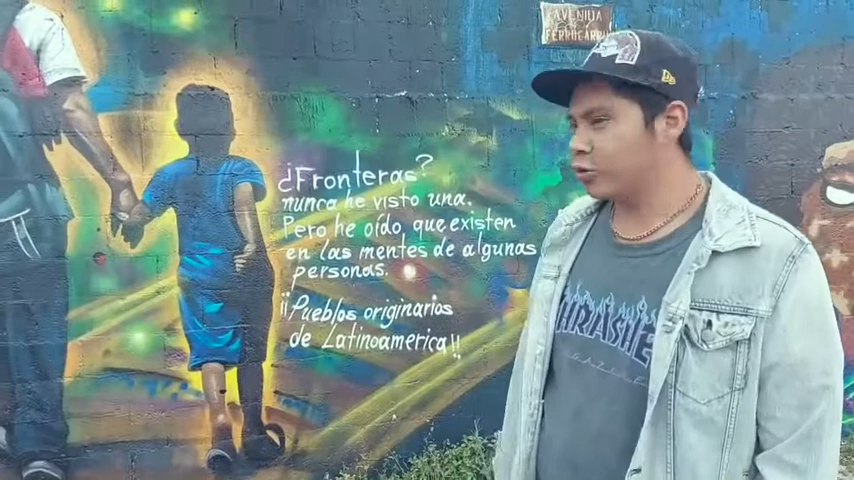 AVENIDA
FERROCARRIL
¿Fronteras?
nunca he visto una.
Pero he oído, que existen
en las mentes de algunas
personas.
¡¡Pueblos originarios
de Latinoamerica!!
THRASHER